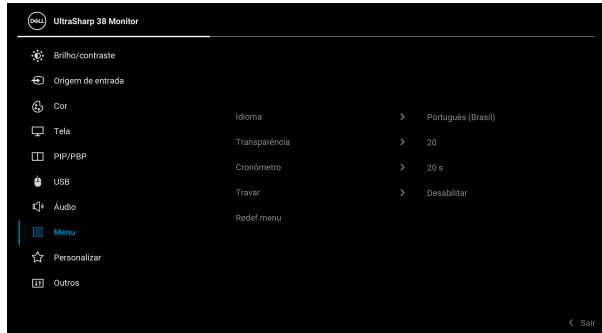 DELL UltraSharp 38 Monitor
Brilho/contraste
Origem de entrada
Cor
Tela
PIP/PBP
USB
Áudio
Menu
Personalizar
Outros
Idioma > Português (Brasil)
Transparência > 20
Cronômetro > 20 s
Travar > Desabilitar
Redef menu
< Sair